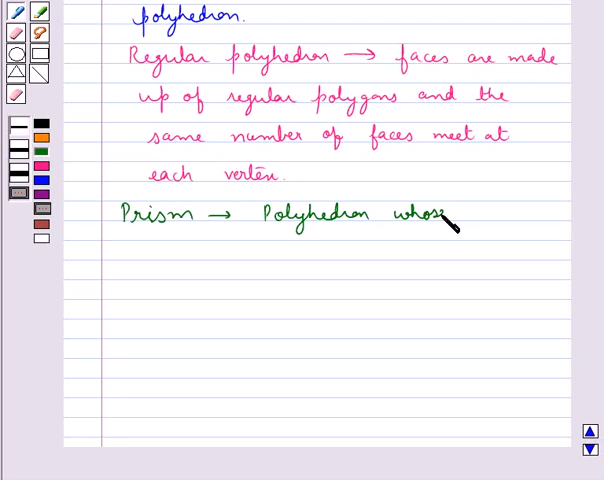 polyhedron.
Regular polyhedron → faces are made
up of regular polygons and the
same number of faces meet at
each vertex.
Prism → Polyhedron whos